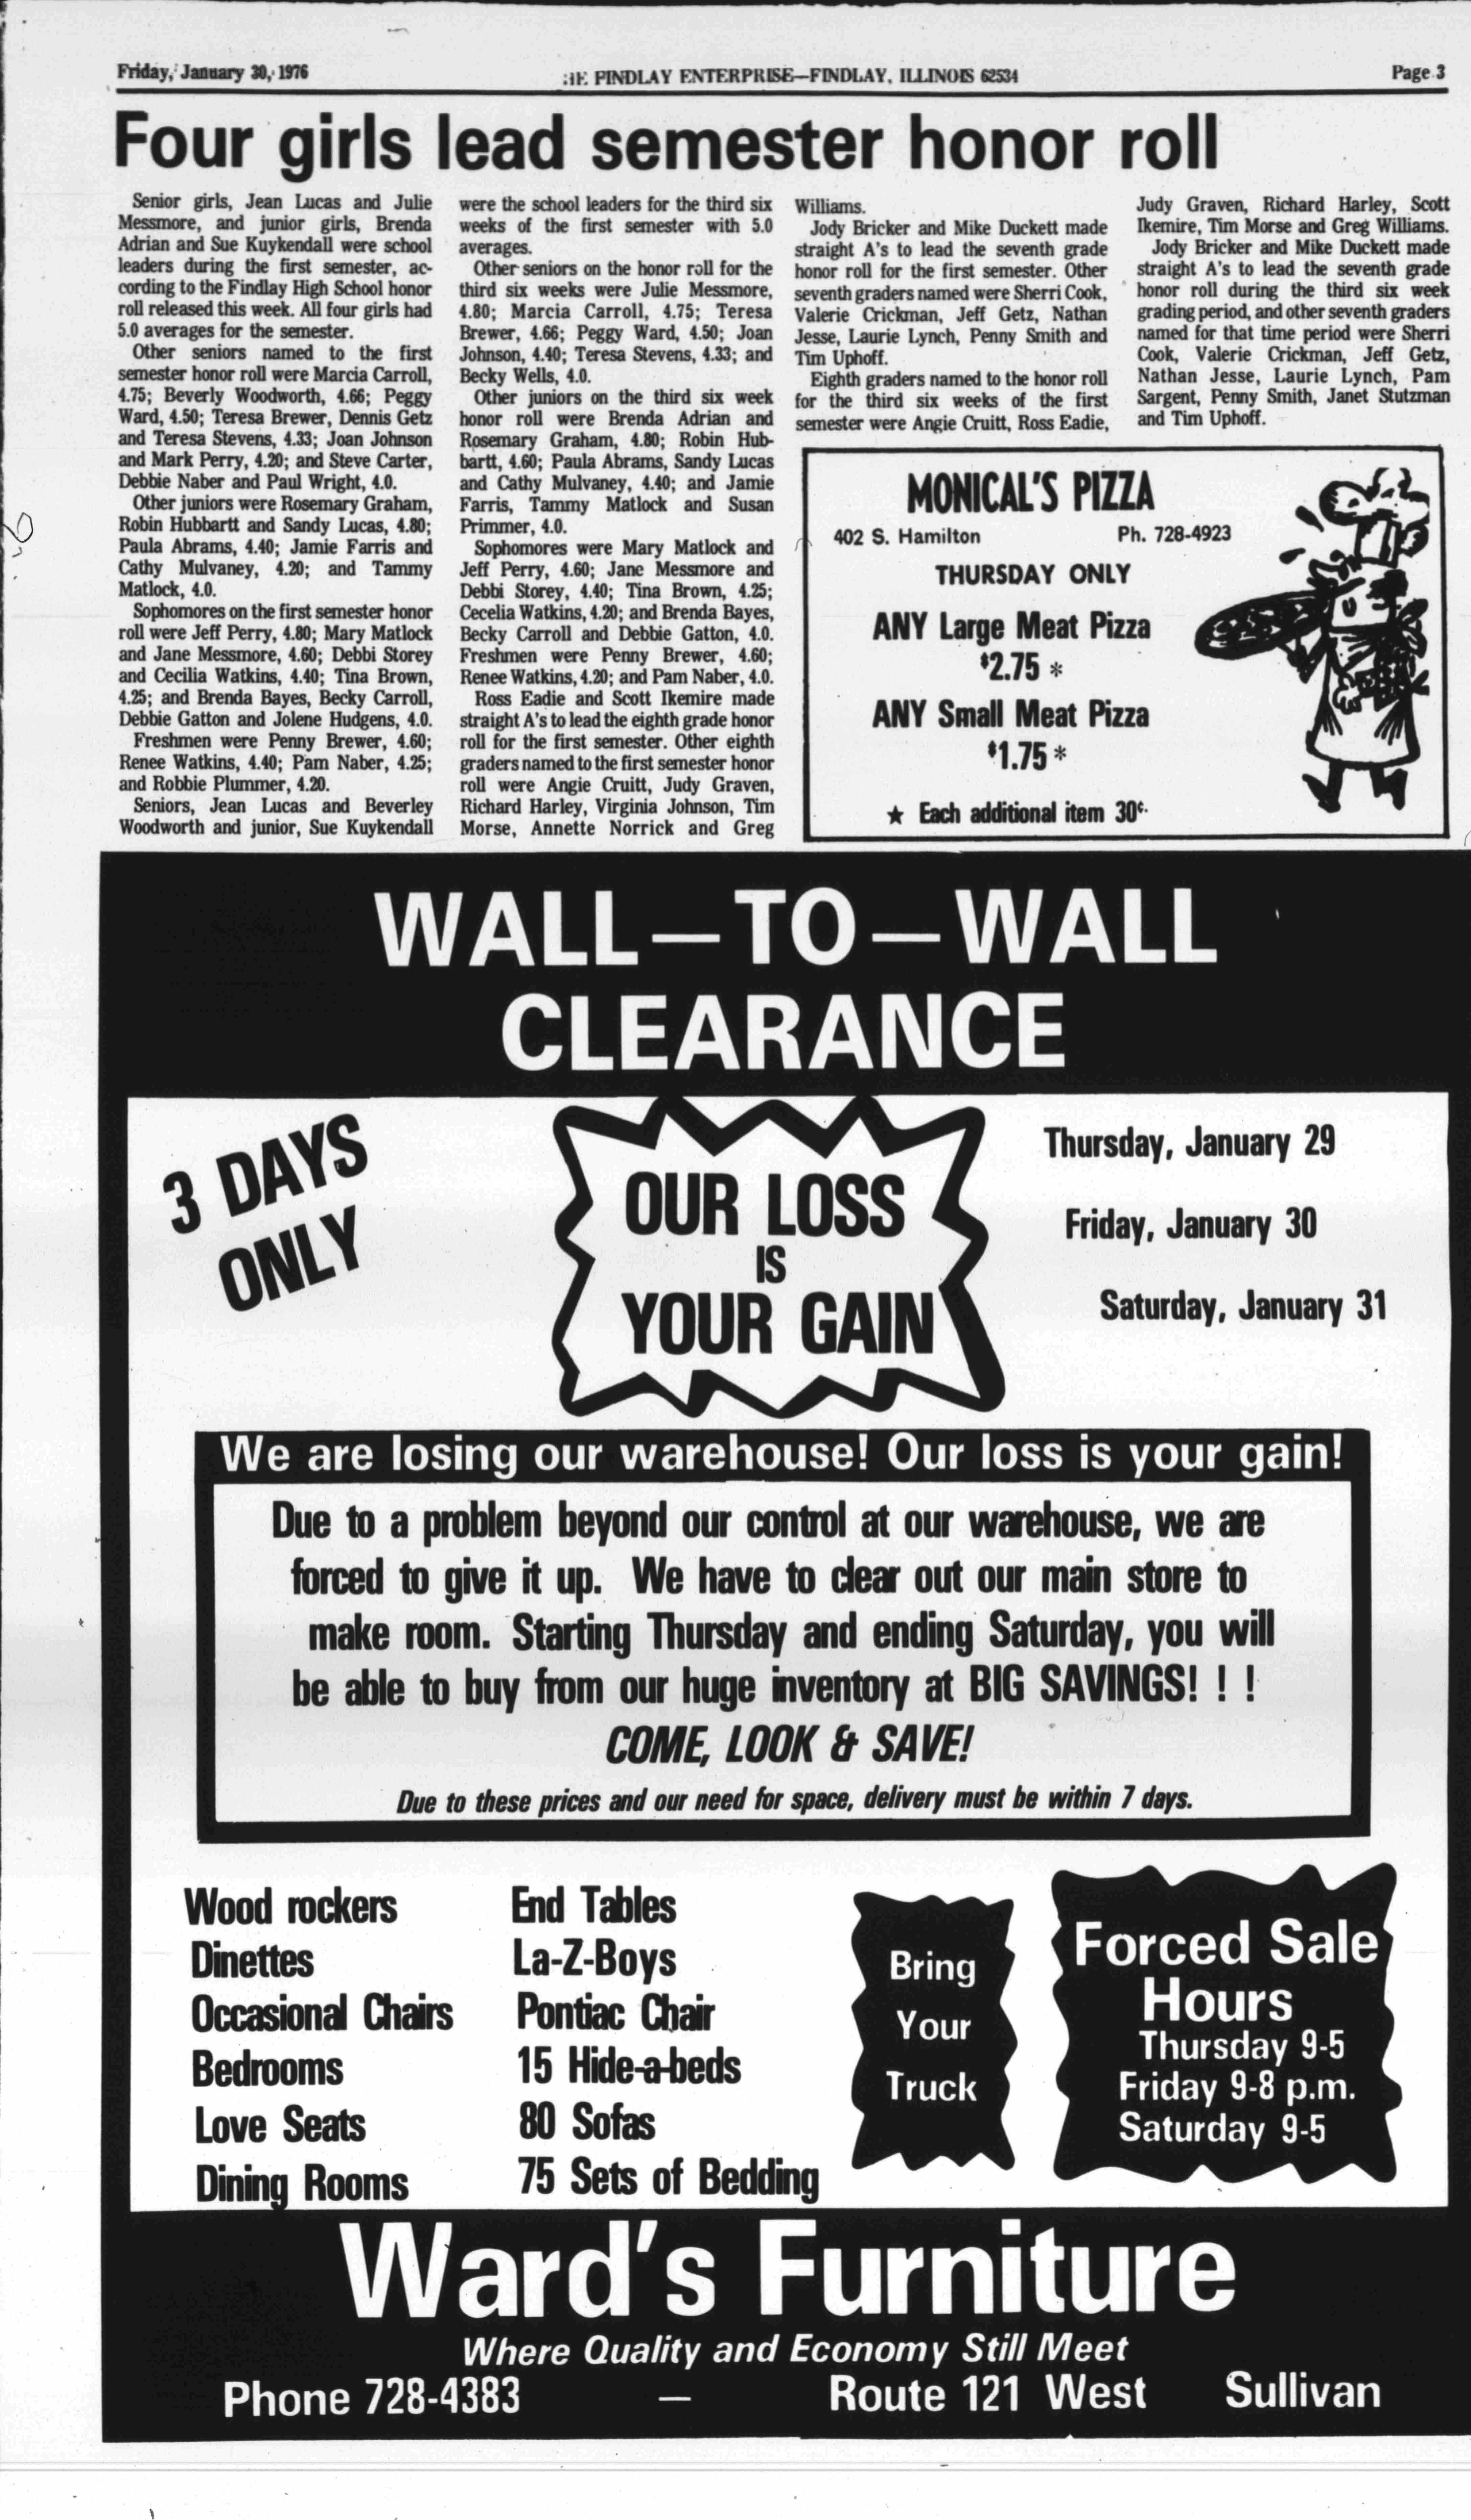 Friday, January 30, 1976
HE FINDLAY ENTERPRISE—FINDLAY, ILLINOIS 62534
Page 3
Four girls lead semester honor roll
Senior girls, Jean Lucas and Julie
Messmore, and junior girls, Brenda
Adrian and Sue Kuykendall were school
leaders during the first semester, ac-
cording to the Findlay High School honor
roll released this week. All four girls had
5.0 averages for the semester.
Other seniors named to the first
semester honor roll were Marcia Carroll,
4.75; Beverly Woodworth, 4.66; Peggy
Ward, 4.50; Teresa Brewer, Dennis Getz
and Teresa Stevens, 4.33; Joan Johnson
and Mark Perry, 4.20; and Steve Carter,
Debbie Naber and Paul Wright, 4.0.
Other juniors were Rosemary Graham,
Robin Hubbartt and Sandy Lucas, 4.80;
Paula Abrams, 4.40; Jamie Farris and
Cathy Mulvaney, 4.20; and Tammy
Matlock, 4.0.
Sophomores on the first semester honor
roll were Jeff Perry, 4.80; Mary Matlock
and Jane Messmore, 4.60; Debbi Storey
and Cecilia Watkins, 4.40; Tina Brown,
4.25; and Brenda Bayes, Becky Carroll,
Debbie Gatton and Jolene Hudgens, 4.0.
Freshmen were Penny Brewer, 4.60;
Renee Watkins, 4.40; Pam Naber, 4.25;
and Robbie Plummer, 4.20.
Seniors, Jean Lucas and Beverley
Woodworth and junior, Sue Kuykendall
were the school leaders for the third six
weeks of the first semester with 5.0
averages.
Other seniors on the honor roll for the
third six weeks were Julie Messmore,
4.80; Marcia Carroll, 4.75; Teresa
Brewer, 4.66; Peggy Ward, 4.50; Joan
Johnson, 4.40; Teresa Stevens, 4.33; and
Becky Wells, 4.0.
Other juniors on the third six week
honor roll were Brenda Adrian and
Rosemary Graham, 4.80; Robin Hub-
bartt, 4.60; Paula Abrams, Sandy Lucas
and Cathy Mulvaney, 4.40; and Jamie
Farris, Tammy Matlock and Susan
Primmer, 4.0.
Sophomores were Mary Matlock and
Jeff Perry, 4.60; Jane Messmore and
Debbi Storey, 4.40; Tina Brown, 4.25;
Cecelia Watkins, 4.20; and Brenda Bayes,
Becky Carroll and Debbie Gatton, 4.0.
Freshmen were Penny Brewer, 4.60;
Renee Watkins, 4.20; and Pam Naber, 4.0.
Ross Eadie and Scott Ikemire made
straight A's to lead the eighth grade honor
roll for the first semester. Other eighth
graders named to the first semester honor
roll were Angie Cruitt, Judy Graven,
Richard Harley, Virginia Johnson, Tim
Morse, Annette Norrick and Greg
Williams.
Jody Bricker and Mike Duckett made
straight A's to lead the seventh grade
honor roll for the first semester. Other
seventh graders named were Sherri Cook,
Valerie Crickman, Jeff Getz, Nathan
Jesse, Laurie Lynch, Penny Smith and
Tim Uphoff.
Eighth graders named to the honor roll
for the third six weeks of the first
semester were Angie Cruitt, Ross Eadie,
Judy Graven, Richard Harley, Scott
Ikemire, Tim Morse and Greg Williams.
Jody Bricker and Mike Duckett made
straight A's to lead the seventh grade
honor roll during the third six week
grading period, and other seventh graders
named for that time period were Sherri
Cook, Valerie Crickman, Jeff Getz,
Nathan Jesse, Laurie Lynch, Pam
Sargent, Penny Smith, Janet Stutzman
and Tim Uphoff.
MONICAL'S PIZZA
402 S. Hamilton Ph. 728-4923
THURSDAY ONLY
ANY Large Meat Pizza
$2.75 *
ANY Small Meat Pizza
$1.75 *
★ Each additional item 30¢.
WALL—TO—WALL
CLEARANCE
3 DAYS
ONLY
OUR LOSS
IS
YOUR GAIN
Thursday, January 29
Friday, January 30
Saturday, January 31
We are losing our warehouse! Our loss is your gain!
Due to a problem beyond our control at our warehouse, we are
forced to give it up. We have to clear out our main store to
make room. Starting Thursday and ending Saturday, you will
be able to buy from our huge inventory at BIG SAVINGS! ! !
COME, LOOK & SAVE!
Due to these prices and our need for space, delivery must be within 7 days.
Wood rockers
Dinettes
Occasional Chairs
Bedrooms
Love Seats
Dining Rooms
End Tables
La-Z-Boys
Pontiac Chair
15 Hide-a-beds
80 Sofas
75 Sets of Bedding
Bring
Your
Truck
Forced Sale
Hours
Thursday 9-5
Friday 9-8 p.m.
Saturday 9-5
Ward's Furniture
Where Quality and Economy Still Meet
Phone 728-4383 — Route 121 West Sullivan